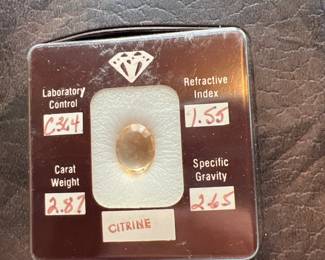 Laboratory Control
C364
Refractive Index
1.55
Carat Weight
2.87
Specific Gravity
2.65
CITRINE